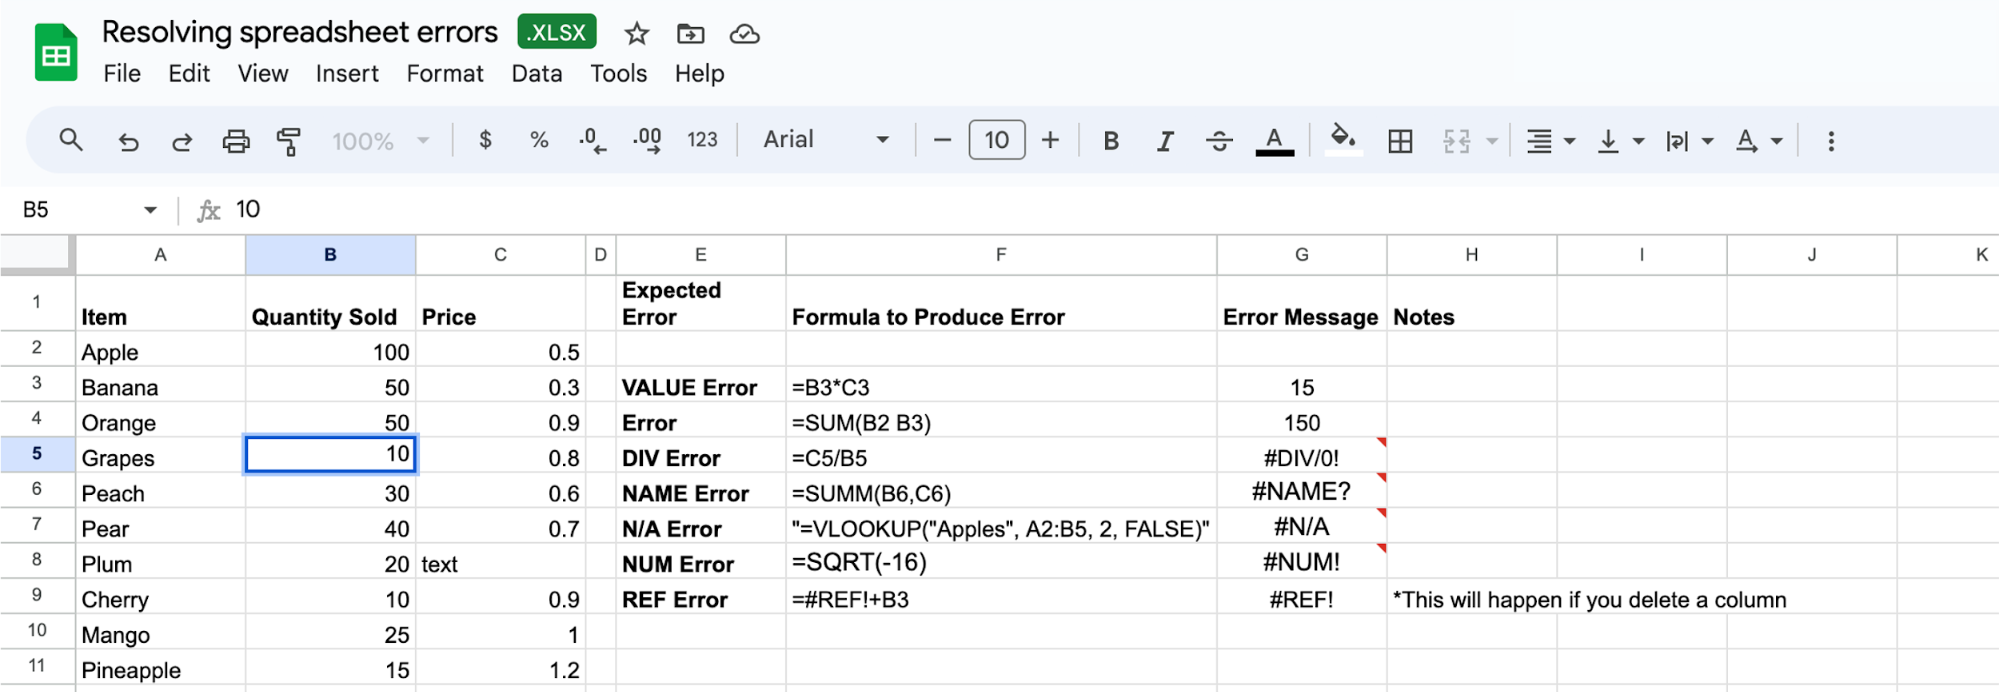 Resolving spreadsheet errors .XLSX
File Edit View Insert Format Data Tools Help
100% $ % .0 .00 123 Arial 10 B I S A A
B5 fx 10
A B C D E F G H I J K
1 Item Quantity Sold Price Expected Error Formula to Produce Error Error Message Notes
2 Apple 100 0.5
3 Banana 50 0.3 VALUE Error =B3*C3 15
4 Orange 50 0.9 Error =SUM(B2 B3) 150
5 Grapes 10 0.8 DIV Error =C5/B5 #DIV/0!
6 Peach 30 0.6 NAME Error =SUMM(B6,C6) #NAME?
7 Pear 40 0.7 N/A Error "=VLOOKUP("Apples", A2:B5, 2, FALSE)" #N/A
8 Plum 20 text NUM Error =SQRT(-16) #NUM!
9 Cherry 10 0.9 REF Error =#REF!+B3 #REF! *This will happen if you delete a column
10 Mango 25 1
11 Pineapple 15 1.2